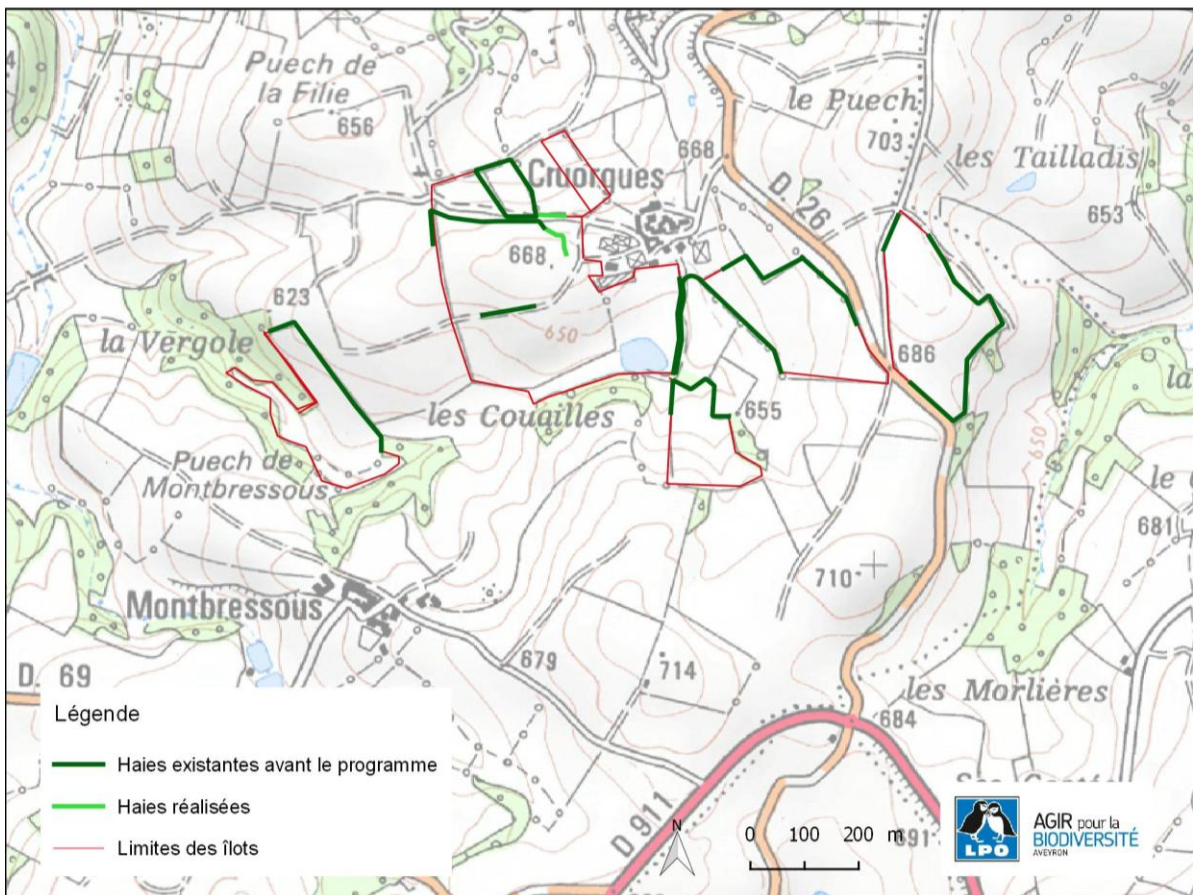 Puech de
la Filie
656
le Puech
703
668
les Tailladis
653
D. 26
668
623
650
la Vergole
686
les Couailles
655
650
Puech de
Montbressous
681
710
Montbressous
679
714
D. 69
les Morlières
684
D 911
691
Légende
Haies existantes avant le programme
Haies réalisées
Limites des îlots
N
0 100 200 m
LPO
AGIR pour la
BIODIVERSITÉ
AVEYRON